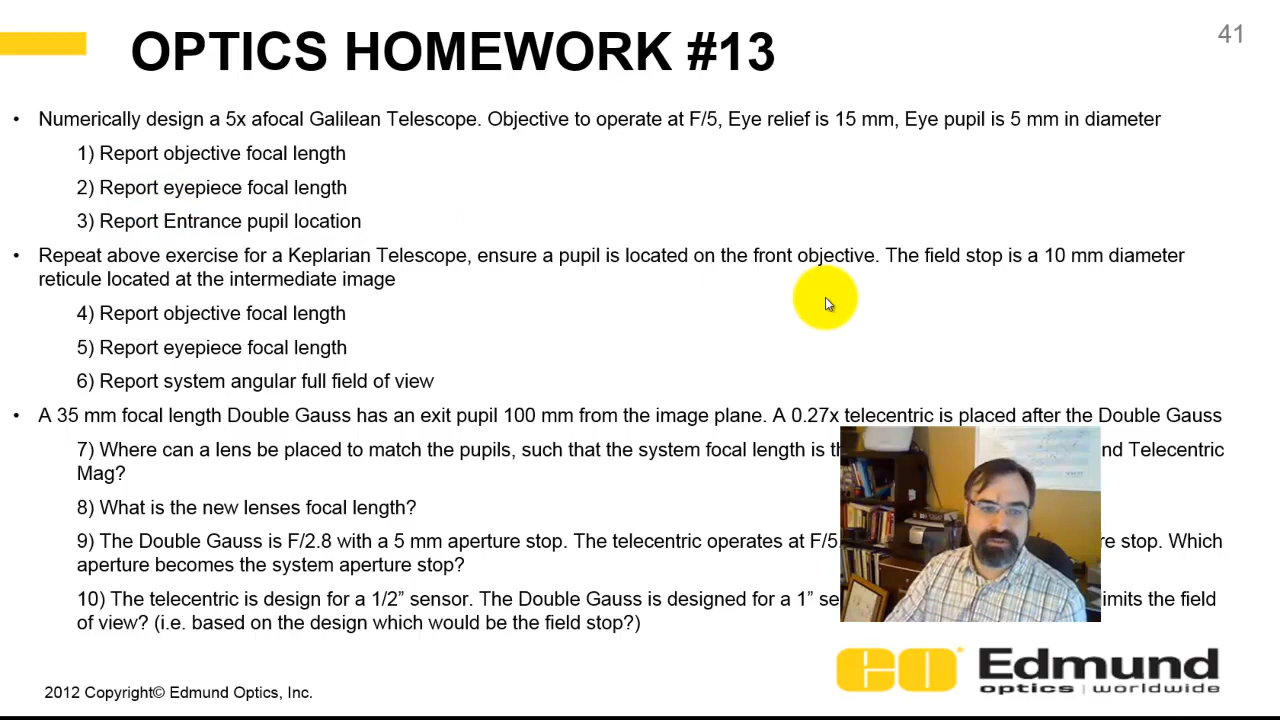 OPTICS HOMEWORK #13
41
• Numerically design a 5x afocal Galilean Telescope. Objective to operate at F/5, Eye relief is 15 mm, Eye pupil is 5 mm in diameter
1) Report objective focal length
2) Report eyepiece focal length
3) Report Entrance pupil location
• Repeat above exercise for a Keplarian Telescope, ensure a pupil is located on the front objective. The field stop is a 10 mm diameter
reticule located at the intermediate image
4) Report objective focal length
5) Report eyepiece focal length
6) Report system angular full field of view
• A 35 mm focal length Double Gauss has an exit pupil 100 mm from the image plane. A 0.27x telecentric is placed after the Double Gauss
7) Where can a lens be placed to match the pupils, such that the system focal length is nd Telecentric
Mag?
8) What is the new lenses focal length?
9) The Double Gauss is F/2.8 with a 5 mm aperture stop. The telecentric operates at F/5 re stop. Which
aperture becomes the system aperture stop?
10) The telecentric is design for a 1/2” sensor. The Double Gauss is designed for a 1” imits the field
of view? (i.e. based on the design which would be the field stop?)
EO
Edmund
optics | worldwide
2012 Copyright© Edmund Optics, Inc.